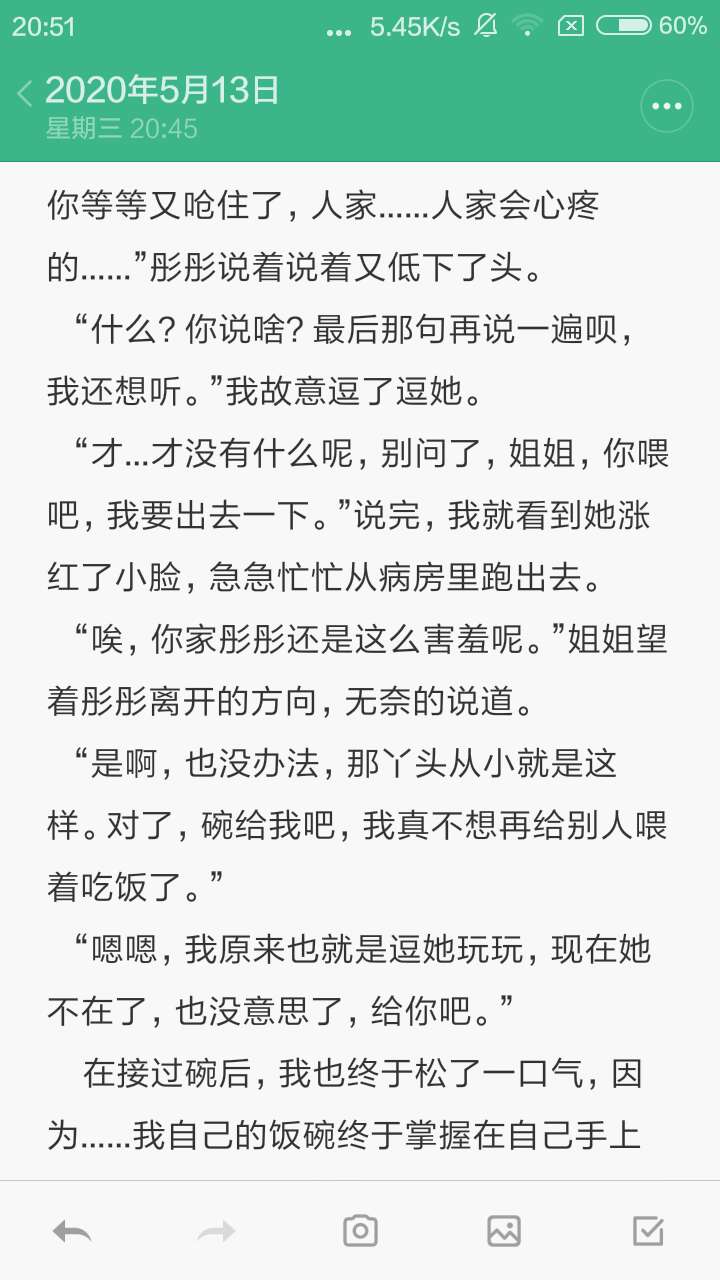 20:51 ... 5.45K/s 60%
2020年5月13日
星期三 20:45
你等等又呛住了，人家……人家会心疼
的……”彤彤说着说着又低下了头。
“什么？你说啥？最后那句再说一遍呗，
我还想听。”我故意逗了逗她。
“才...才没有什么呢，别问了，姐姐，你喂
吧，我要出去一下。”说完，我就看到她涨
红了小脸，急急忙忙从病房里跑出去。
“唉，你家彤彤还是这么害羞呢。”姐姐望
着彤彤离开的方向，无奈的说道。
“是啊，也没办法，那丫头从小就是这
样。对了，碗给我吧，我真不想再给别人喂
着吃饭了。”
“嗯嗯，我原来也就是逗她玩玩，现在她
不在了，也没意思了，给你吧。”
在接过碗后，我也终于松了一口气，因
为……我自己的饭碗终于掌握在自己手上